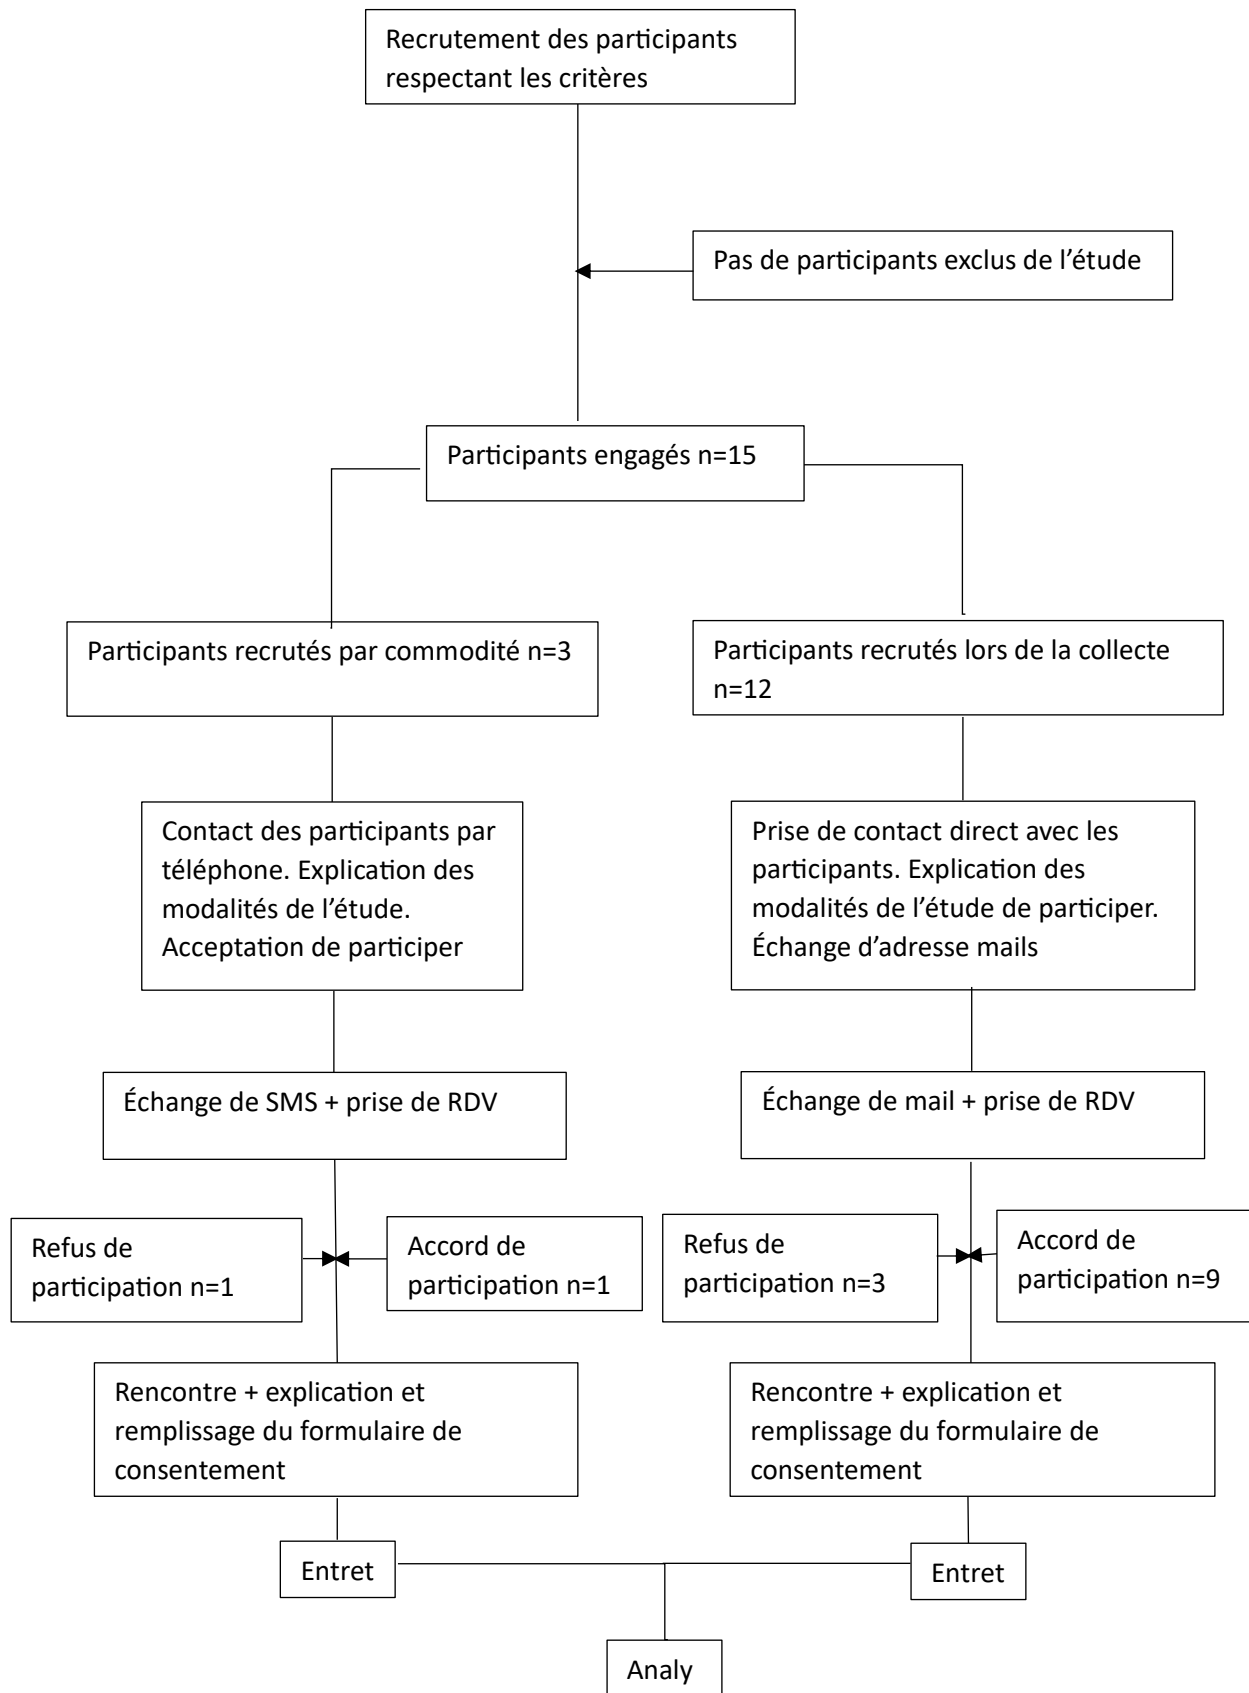 Recrutement des participants
respectant les critères
Pas de participants exclus de l’étude
Participants engagés n=15
Participants recrutés par commodité n=3
Participants recrutés lors de la collecte
n=12
Contact des participants par
téléphone. Explication des
modalités de l’étude.
Acceptation de participer
Prise de contact direct avec les
participants. Explication des
modalités de l’étude de participer.
Échange d’adresse mails
Échange de SMS + prise de RDV
Échange de mail + prise de RDV
Refus de
participation n=1
Accord de
participation n=1
Refus de
participation n=3
Accord de
participation n=9
Rencontre + explication et
remplissage du formulaire de
consentement
Rencontre + explication et
remplissage du formulaire de
consentement
Entret
Entret
Analy